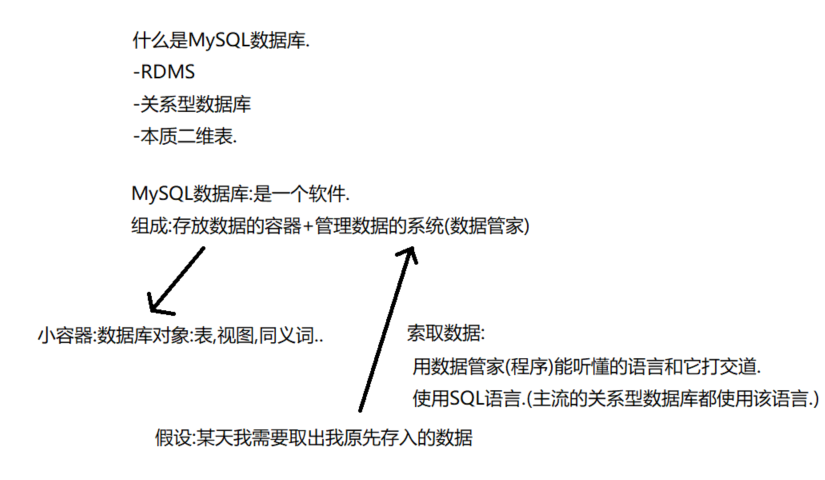 什么是MySQL数据库.
-RDMS
-关系型数据库
-本质二维表.
MySQL数据库:是一个软件.
组成:存放数据的容器+管理数据的系统(数据管家)
小容器:数据库对象:表,视图,同义词..
索取数据:
用数据管家(程序)能听懂的语言和它打交道.
使用SQL语言.(主流的关系型数据库都使用该语言.)
假设:某天我需要取出我原先存入的数据